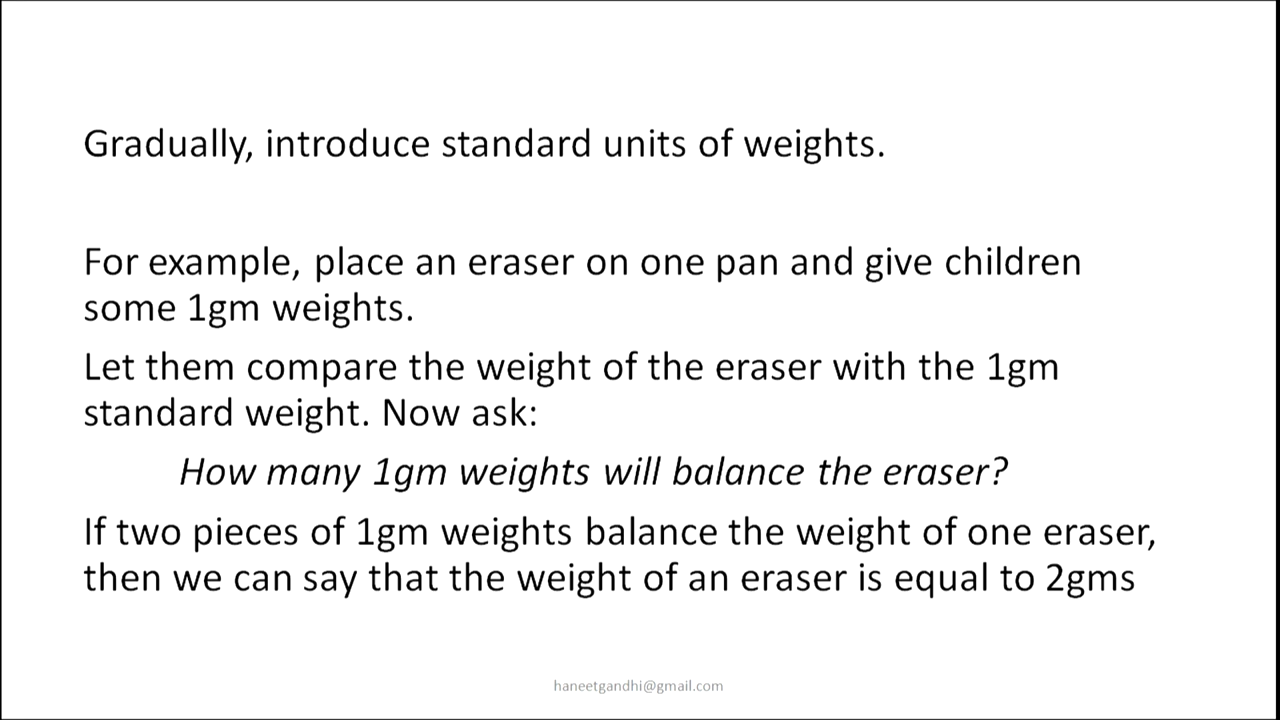 Gradually, introduce standard units of weights.
For example, place an eraser on one pan and give children
some 1gm weights.
Let them compare the weight of the eraser with the 1gm
standard weight. Now ask:
How many 1gm weights will balance the eraser?
If two pieces of 1gm weights balance the weight of one eraser,
then we can say that the weight of an eraser is equal to 2gms
haneetgandhi@gmail.com